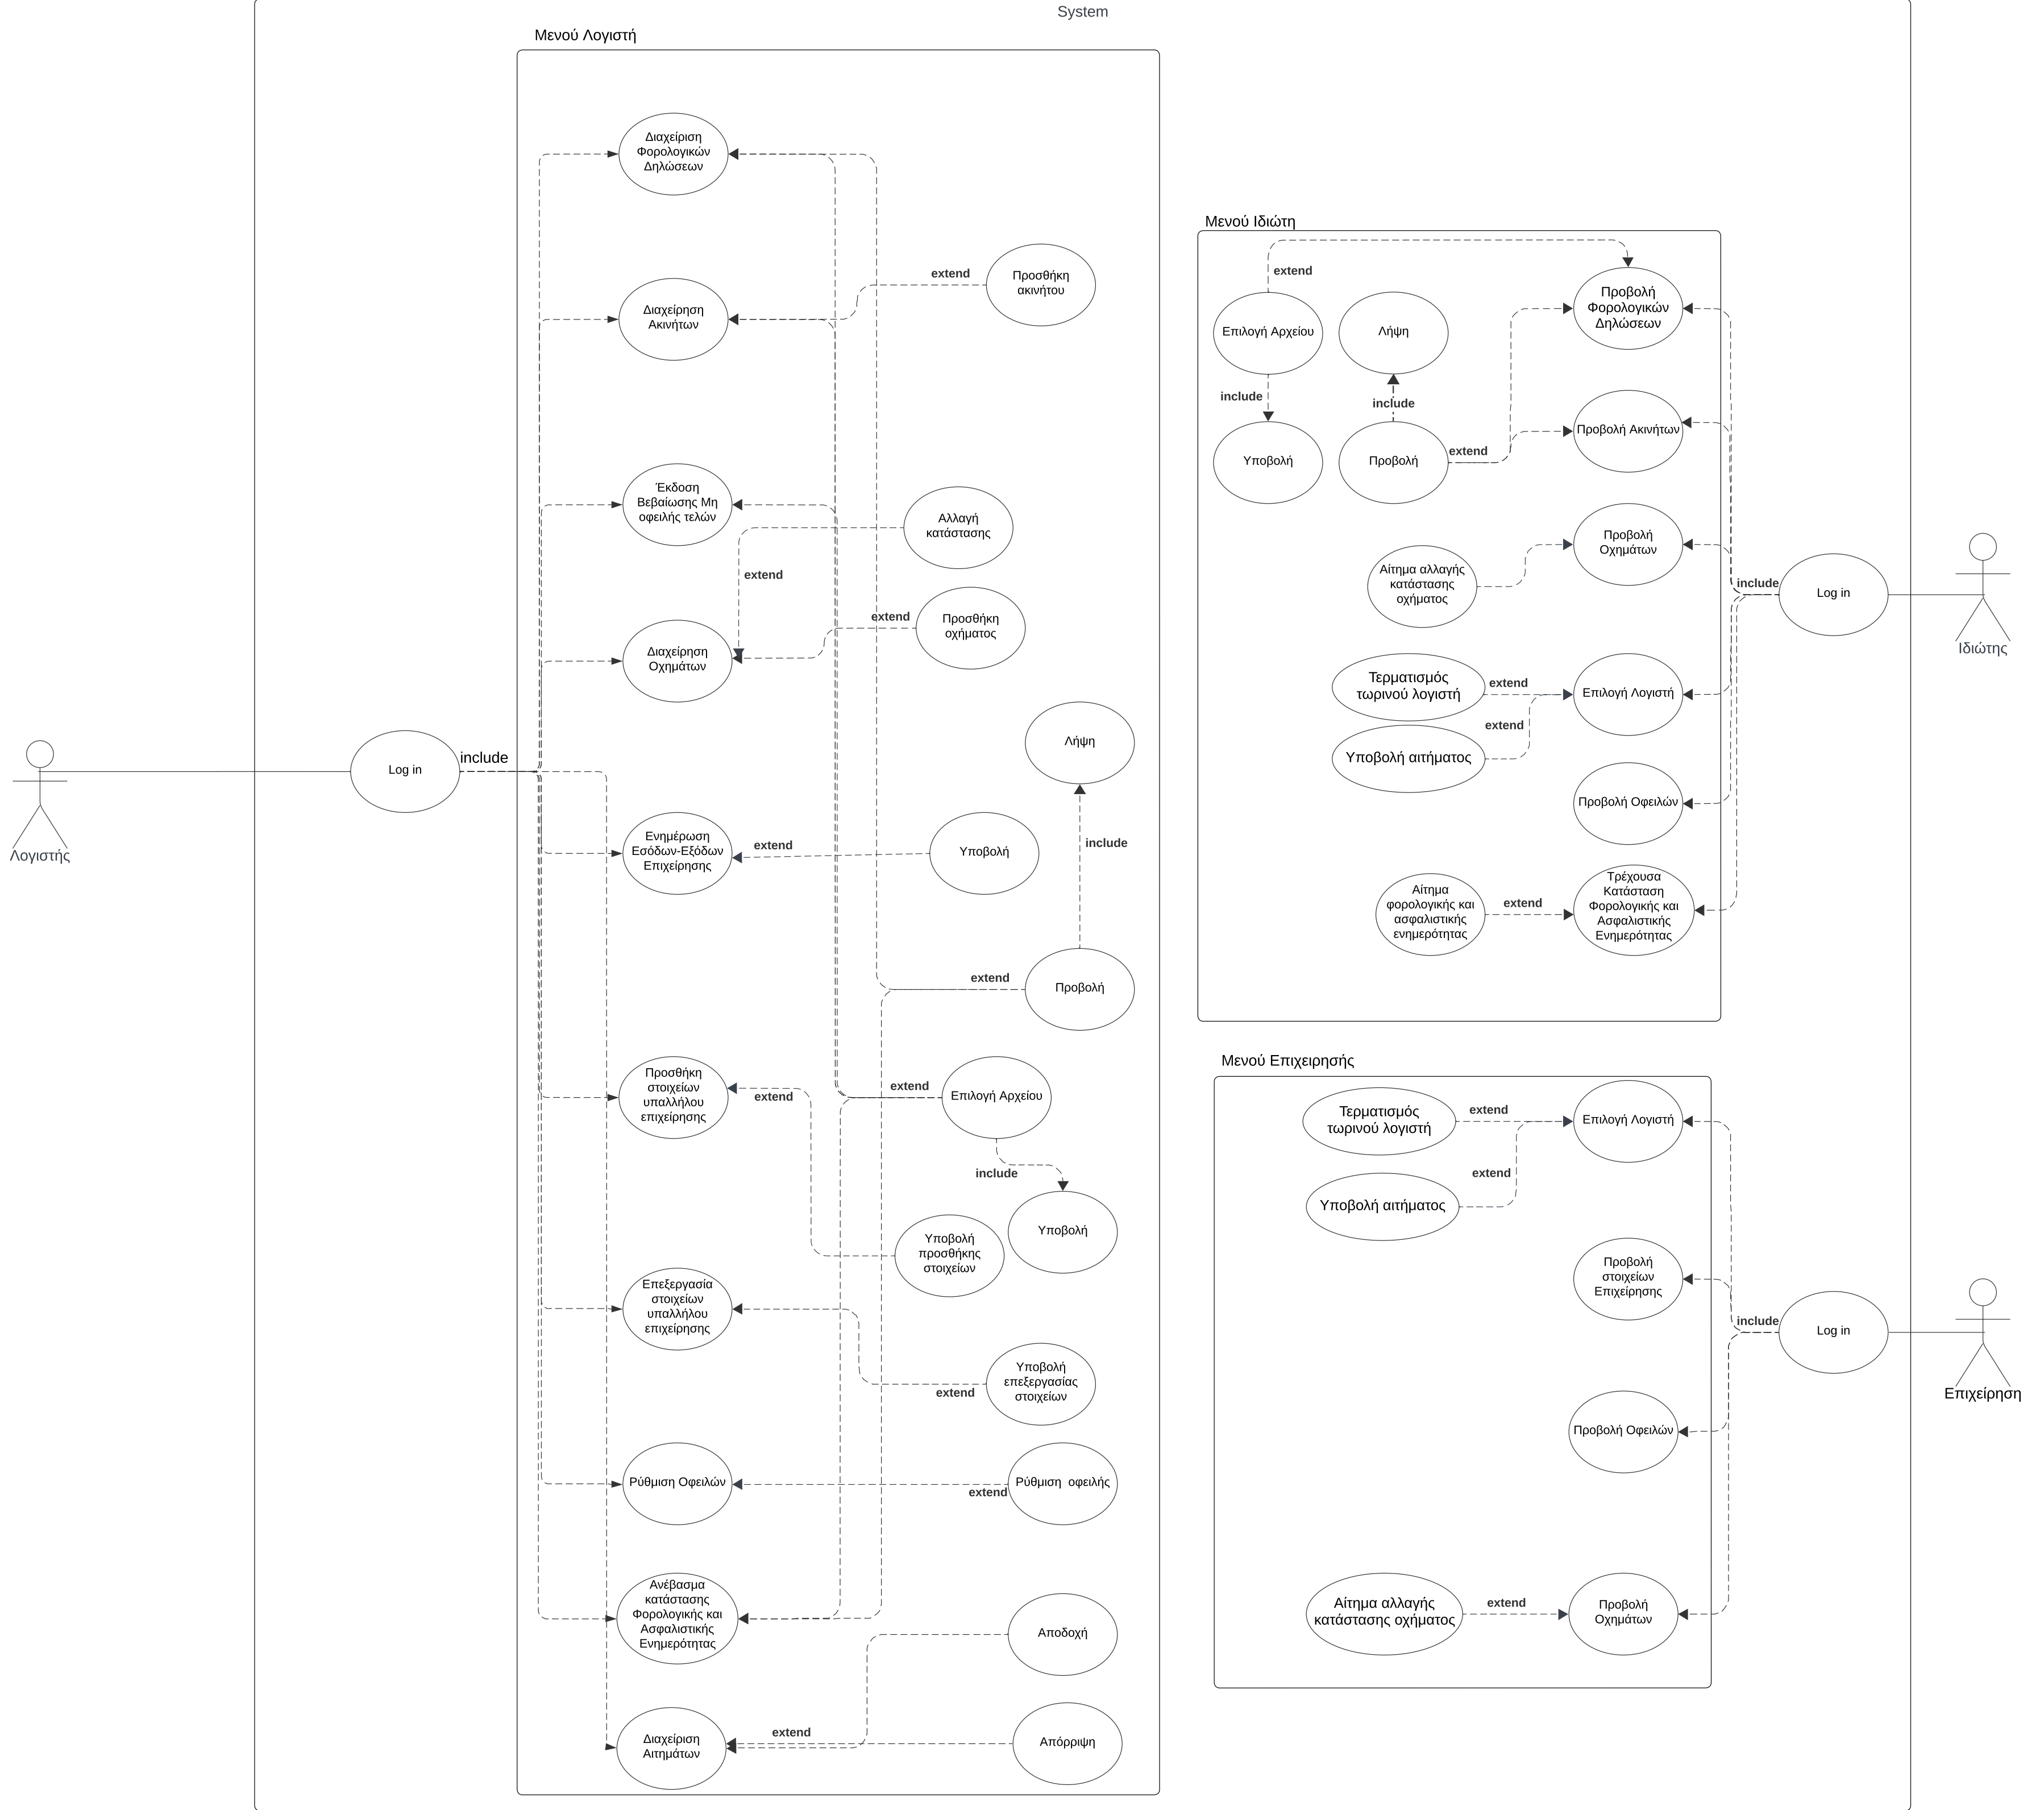 System
Μενού Λογιστή
Διαχείριση
Φορολογικών
Δηλώσεων
extend
Προσθήκη
ακινήτου
Διαχείρηση
Ακινήτων
Έκδοση
Βεβαίωσης Μη
οφειλής τελών
Αλλαγή
κατάστασης
extend
extend
Προσθήκη
οχήματος
Διαχείρηση
Οχημάτων
Λήψη
include
Log in
Λογιστής
Ενημέρωση
Εσόδων-Εξόδων
Επιχείρησης
extend
Υποβολή
include
extend
Προβολή
Προσθήκη
στοιχείων
υπαλλήλου
επιχείρησης
extend
extend
Επιλογή Αρχείου
include
Υποβολή
Υποβολή
προσθήκης
στοιχείων
Επεξεργασία
στοιχείων
υπαλλήλου
επιχείρησης
Υποβολή
επεξεργασίας
στοιχείων
extend
Ρύθμιση Οφειλών
extend
Ρύθμιση οφειλής
Ανέβασμα
κατάστασης
Φορολογικής και
Ασφαλιστικής
Ενημερότητας
Αποδοχή
Διαχείριση
Αιτημάτων
extend
Απόρριψη
Μενού Ιδιώτη
extend
Προβολή
Φορολογικών
Δηλώσεων
Επιλογή Αρχείου
Λήψη
include
include
Υποβολή
Προβολή
extend
Προβολή Ακινήτων
Προβολή
Οχημάτων
Αίτημα αλλαγής
κατάστασης
οχήματος
include
Log in
Ιδιώτης
Τερματισμός
τωρινού λογιστή
extend
Επιλογή Λογιστή
extend
Υποβολή αιτήματος
Προβολή Οφειλών
Αίτημα
φορολογικής και
ασφαλιστικής
ενημερότητας
extend
Τρέχουσα
Κατάσταση
Φορολογικής και
Ασφαλιστικής
Ενημερότητας
Μενού Επιχειρησής
Τερματισμός
τωρινού λογιστή
extend
Επιλογή Λογιστή
extend
Υποβολή αιτήματος
Προβολή
στοιχείων
Επιχείρησης
include
Log in
Επιχείρηση
Προβολή Οφειλών
Αίτημα αλλαγής
κατάστασης οχήματος
extend
Προβολή
Οχημάτων